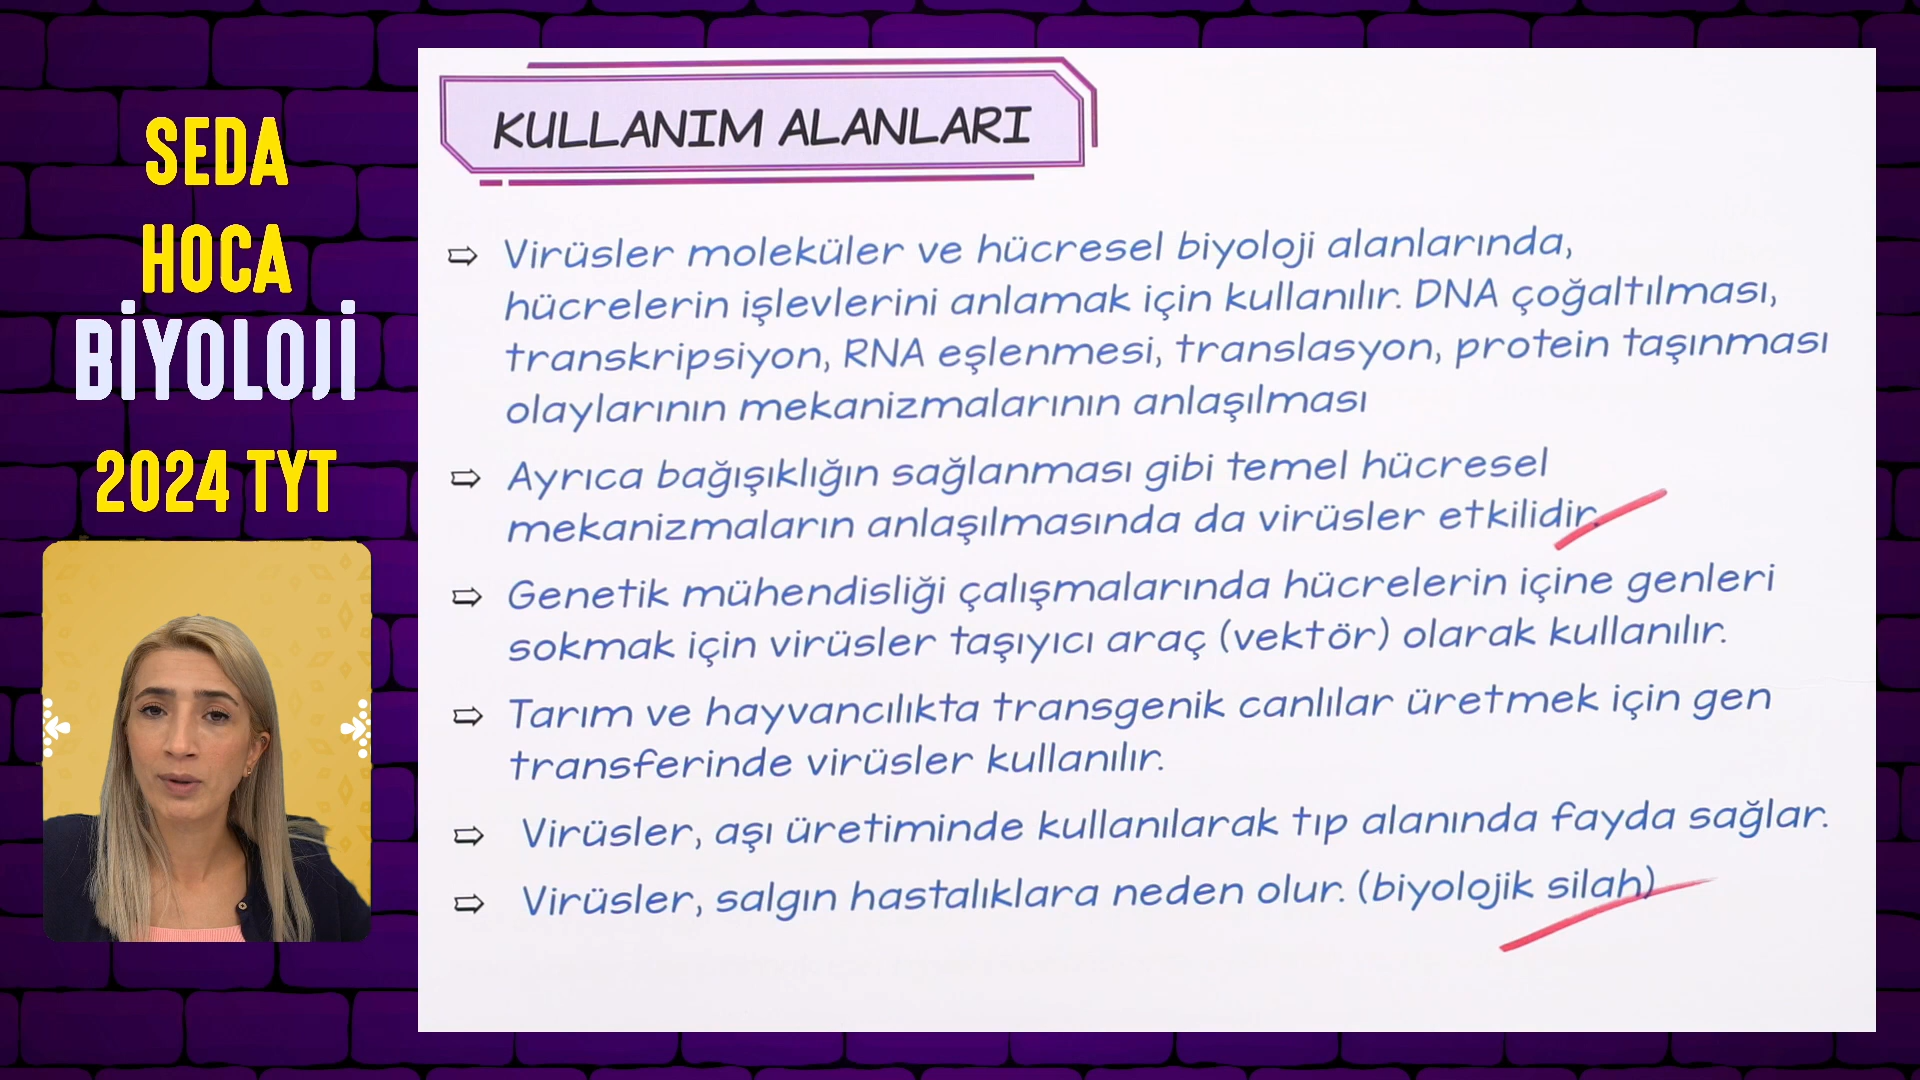 SEDA
HOCA
BİYOLOJİ
2024 TYT
KULLANIM ALANLARI
⇨ Virüsler moleküler ve hücresel biyoloji alanlarında,
hücrelerin işlevlerini anlamak için kullanılır. DNA çoğaltılması,
transkripsiyon, RNA eşlenmesi, translasyon, protein taşınması
olaylarının mekanizmalarının anlaşılması
⇨ Ayrıca bağışıklığın sağlanması gibi temel hücresel
mekanizmaların anlaşılmasında da virüsler etkilidir.
⇨ Genetik mühendisliği çalışmalarında hücrelerin içine genleri
sokmak için virüsler taşıyıcı araç (vektör) olarak kullanılır.
⇨ Tarım ve hayvancılıkta transgenik canlılar üretmek için gen
transferinde virüsler kullanılır.
⇨ Virüsler, aşı üretiminde kullanılarak tıp alanında fayda sağlar.
⇨ Virüsler, salgın hastalıklara neden olur. (biyolojik silah)